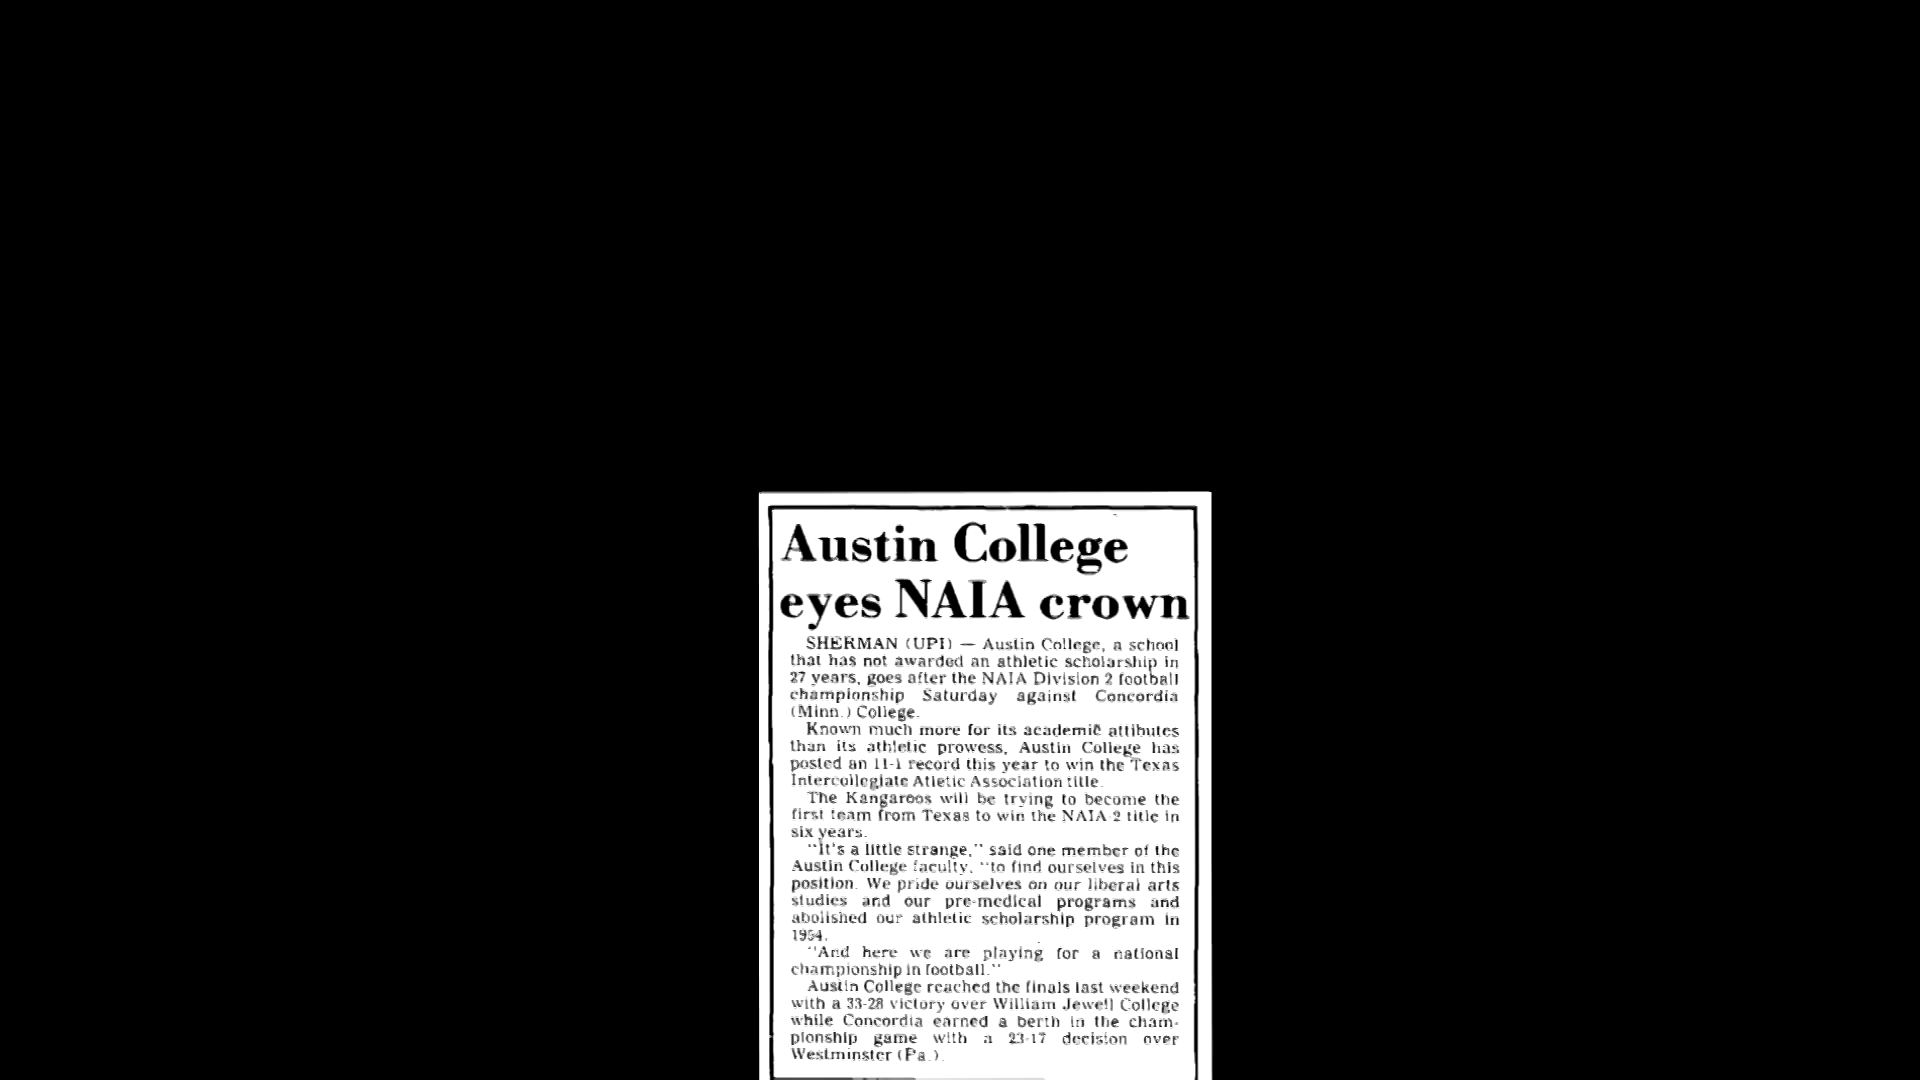 Austin College
eyes NAIA crown
SHERMAN (UPI) — Austin College, a school
that has not awarded an athletic scholarship in
27 years, goes after the NAIA Division 2 football
championship Saturday against Concordia
(Minn.) College.
Known much more for its academic attibutes
than its athletic prowess, Austin College has
posted an 11-1 record this year to win the Texas
Intercollegiate Atletic Association title.
The Kangaroos will be trying to become the
first team from Texas to win the NAIA 2 title in
six years.
"It's a little strange," said one member of the
Austin College faculty, "to find ourselves in this
position. We pride ourselves on our liberal arts
studies and our pre-medical programs and
abolished our athletic scholarship program in
1954.
"And here we are playing for a national
championship in football."
Austin College reached the finals last weekend
with a 33-28 victory over William Jewell College
while Concordia earned a berth in the cham-
pionship game with a 23-17 decision over
Westminster (Pa.).